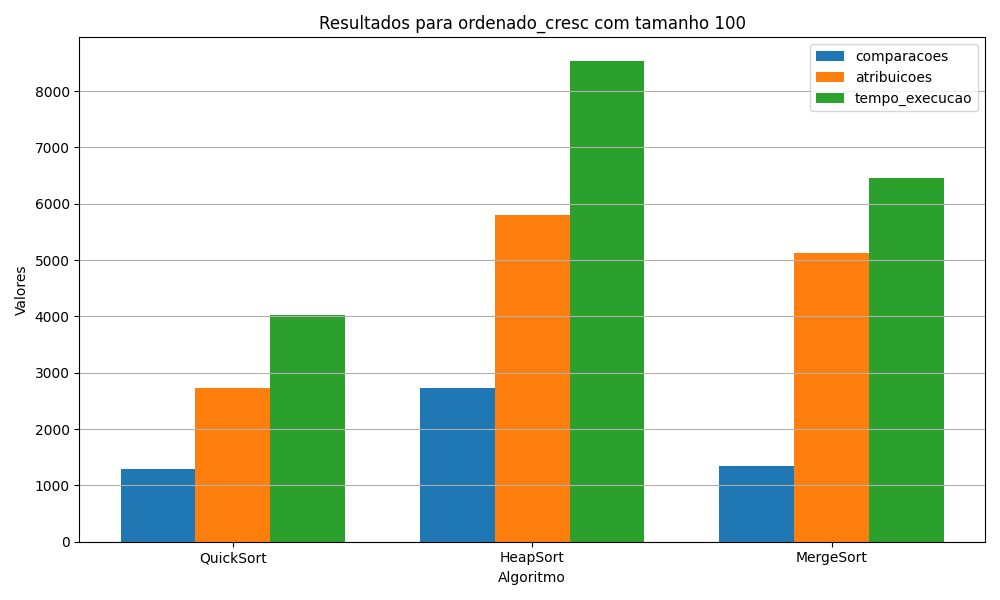 Resultados para ordenado_cresc com tamanho 100
comparacoes
atribuicoes
tempo_execucao
8000
7000
6000
5000
4000
3000
2000
1000
0
Valores
QuickSort
HeapSort
MergeSort
Algoritmo